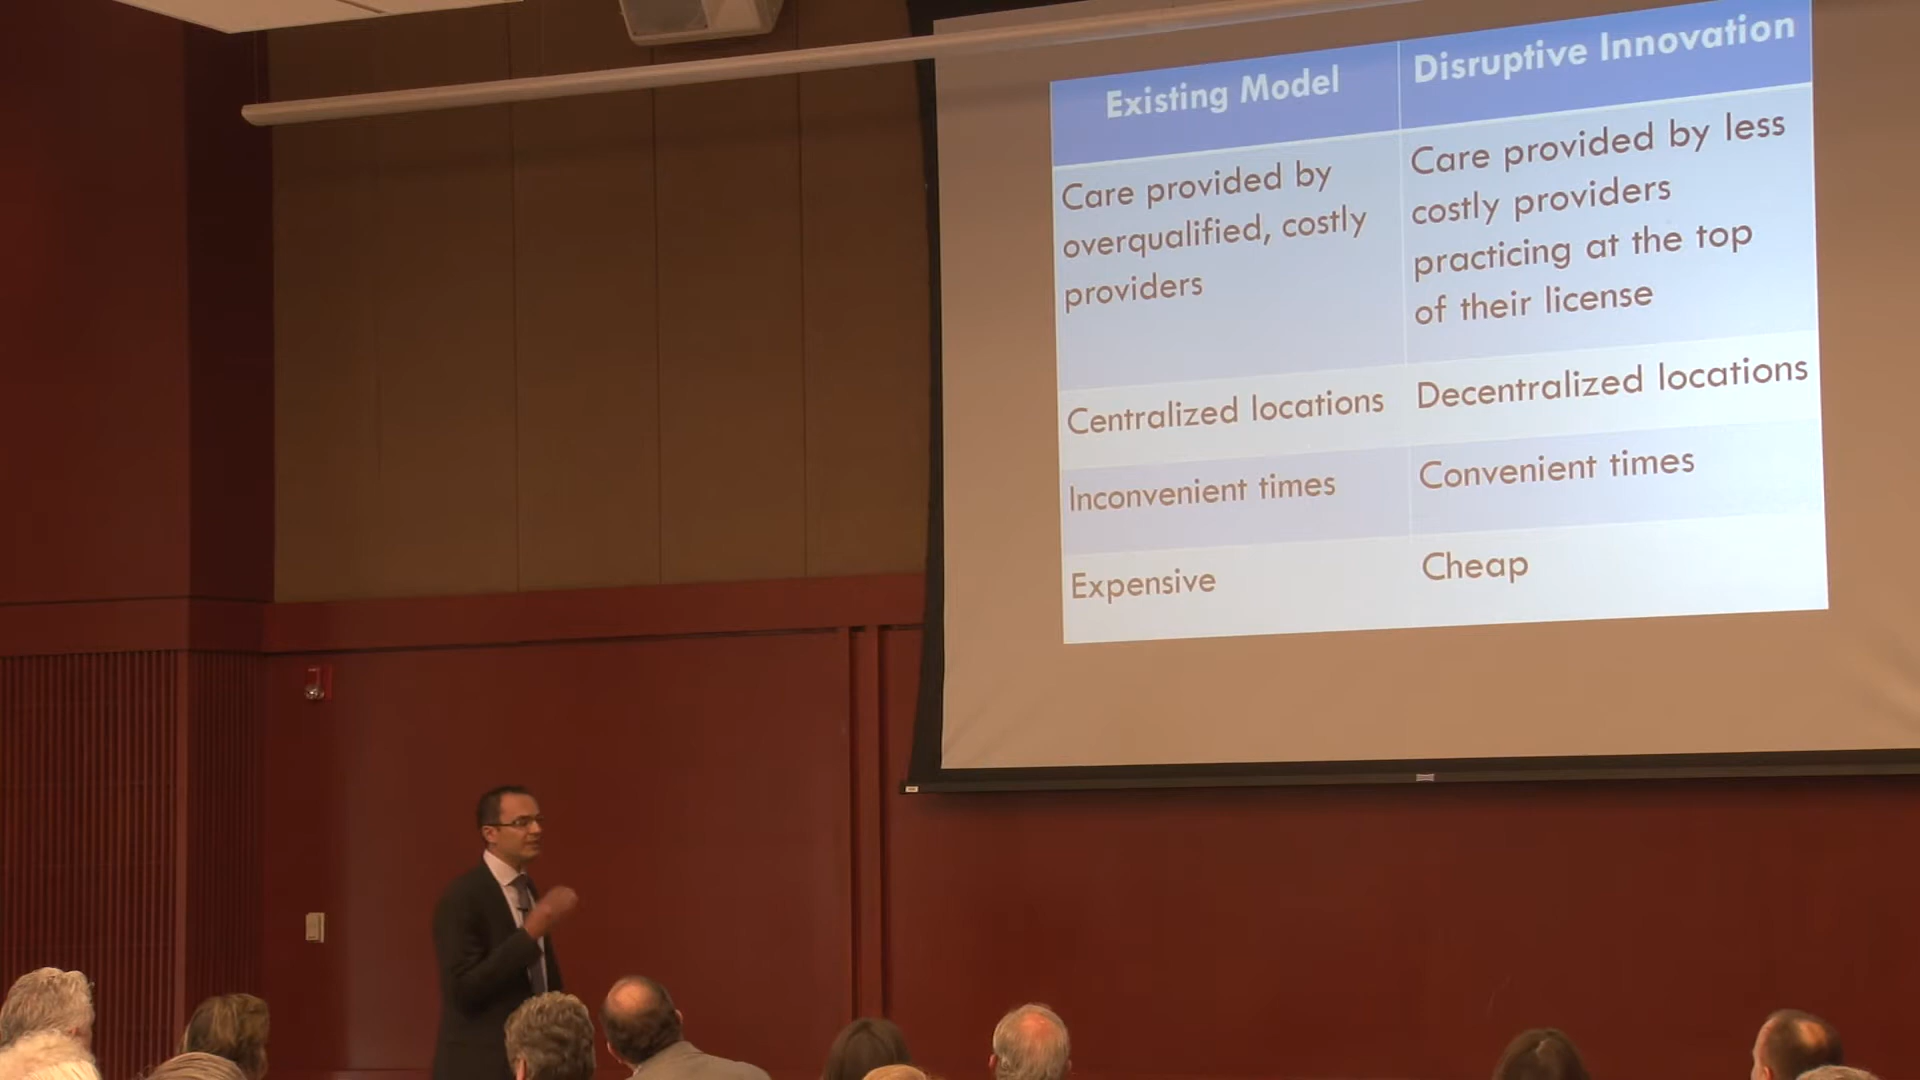 Existing Model
Disruptive Innovation
Care provided by
overqualified, costly
providers
Care provided by less
costly providers
practicing at the top
of their license
Centralized locations
Decentralized locations
Inconvenient times
Convenient times
Expensive
Cheap